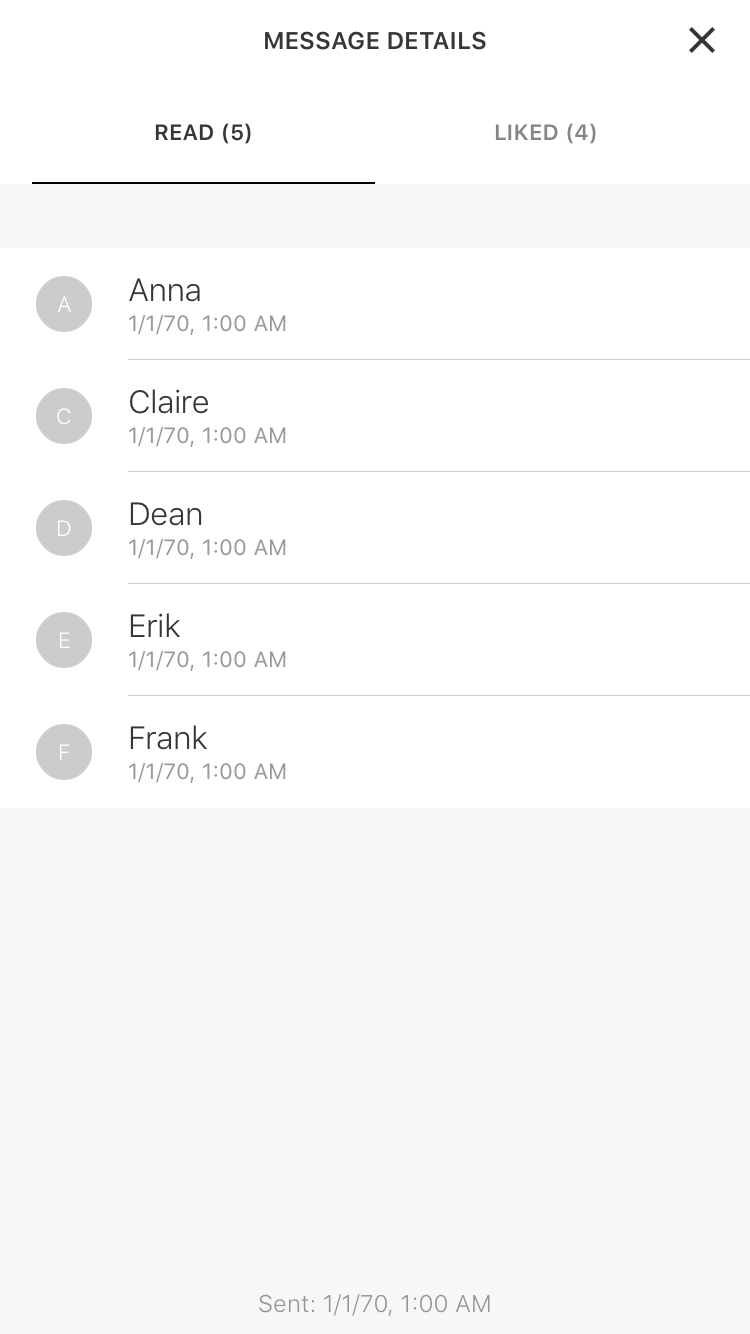 MESSAGE DETAILS
READ (5)
LIKED (4)
A
Anna
1/1/70, 1:00 AM
C
Claire
1/1/70, 1:00 AM
D
Dean
1/1/70, 1:00 AM
E
Erik
1/1/70, 1:00 AM
F
Frank
1/1/70, 1:00 AM
Sent: 1/1/70, 1:00 AM